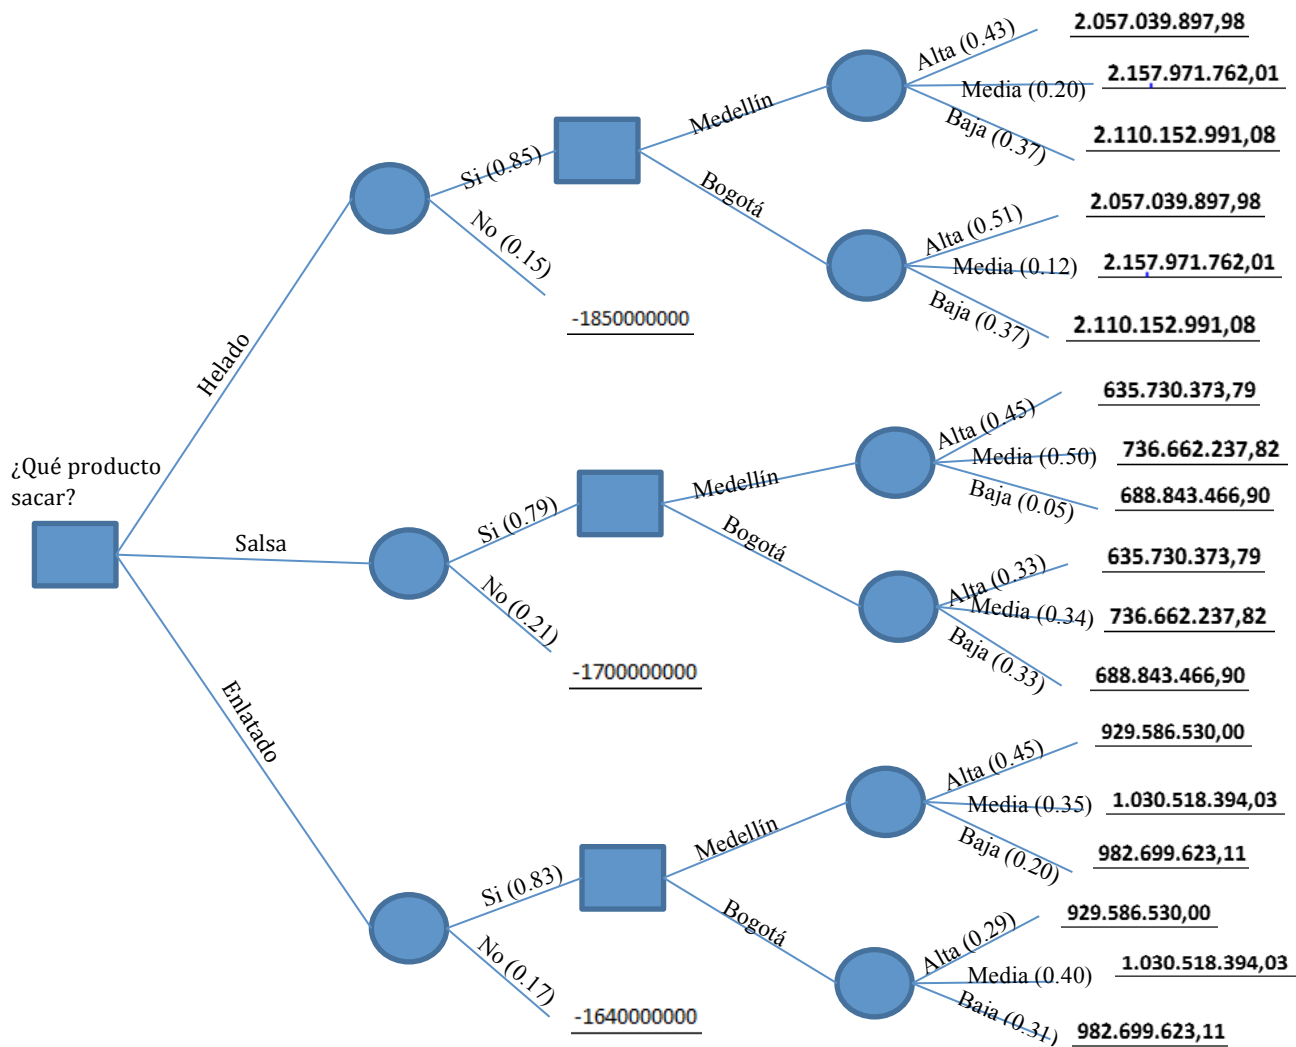 Alta (0.43)
2.057.039.897,98
Media (0.20)
2.157.971.762,01
Baja (0.37)
2.110.152.991,08
Medellín
Si (0.85)
Bogotá
Alta (0.51)
2.057.039.897,98
Media (0.12)
2.157.971.762,01
Baja (0.37)
2.110.152.991,08
No (0.15)
-1850000000
Helado
¿Qué producto
sacar?
Alta (0.45)
635.730.373,79
Media (0.50)
736.662.237,82
Baja (0.05)
688.843.466,90
Medellín
Si (0.79)
Bogotá
Salsa
Alta (0.33)
635.730.373,79
Media (0.34)
736.662.237,82
Baja (0.33)
688.843.466,90
No (0.21)
-1700000000
Enlatado
Alta (0.45)
929.586.530,00
Media (0.35)
1.030.518.394,03
Baja (0.20)
982.699.623,11
Medellín
Si (0.83)
Bogotá
Alta (0.29)
929.586.530,00
Media (0.40)
1.030.518.394,03
Baja (0.31)
982.699.623,11
No (0.17)
-1640000000